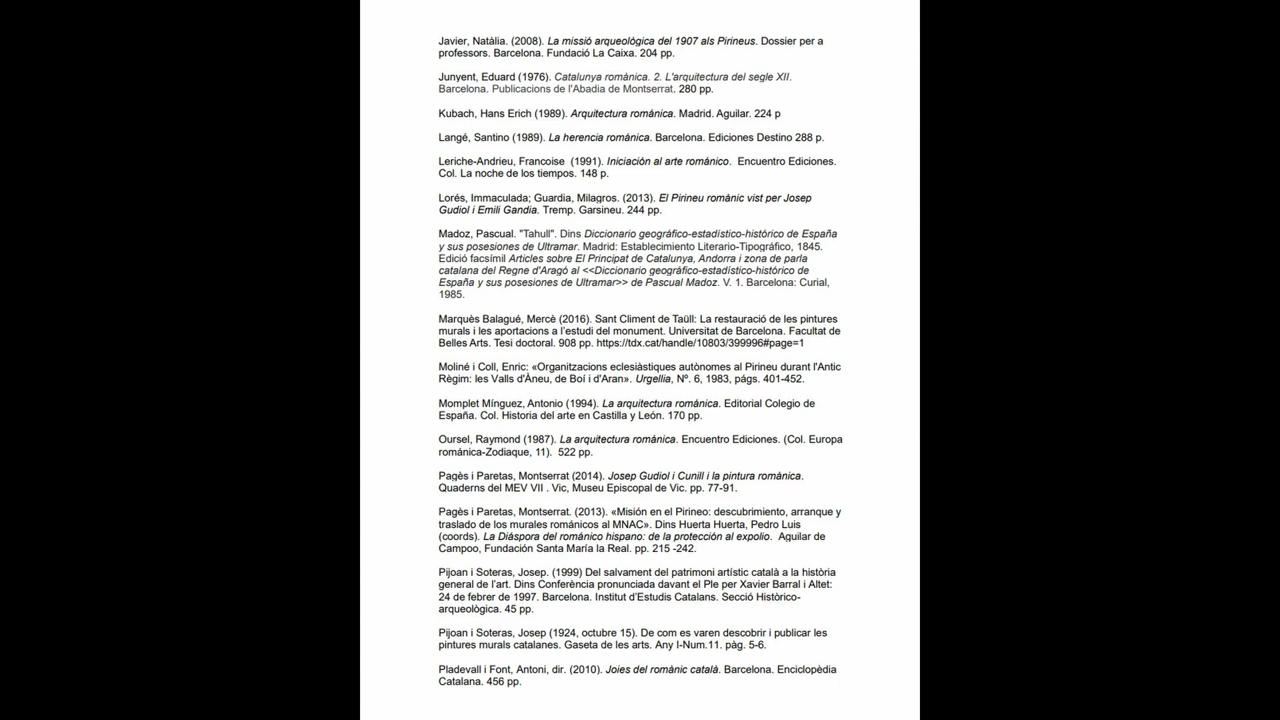 Javier, Natàlia. (2008). La missió arqueològica del 1907 als Pirineus. Dossier per a
professors. Barcelona. Fundació La Caixa. 204 pp.
Junyent, Eduard (1976). Catalunya romànica. 2. L'arquitectura del segle XII.
Barcelona. Publicacions de l'Abadia de Montserrat. 280 pp.
Kubach, Hans Erich (1989). Arquitectura románica. Madrid. Aguilar. 224 p
Langé, Santino (1989). La herencia románica. Barcelona. Ediciones Destino 288 p.
Leriche-Andrieu, Francoise (1991). Iniciación al arte románico. Encuentro Ediciones.
Col. La noche de los tiempos. 148 p.
Lorés, Immaculada; Guardia, Milagros. (2013). El Pirineu romànic vist per Josep
Gudiol i Emili Gandia. Tremp. Garsineu. 244 pp.
Madoz, Pascual. "Tahull". Dins Diccionario geográfico-estadístico-histórico de España
y sus posesiones de Ultramar. Madrid: Establecimiento Literario-Tipográfico, 1845.
Edició facsímil Articles sobre El Principat de Catalunya, Andorra i zona de parla
catalana del Regne d'Aragó al <<Diccionario geográfico-estadístico-histórico de
España y sus posesiones de Ultramar>> de Pascual Madoz. V. 1. Barcelona: Curial,
1985.
Marquès Balagué, Mercè (2016). Sant Climent de Taüll: La restauració de les pintures
murals i les aportacions a l'estudi del monument. Universitat de Barcelona. Facultat de
Belles Arts. Tesi doctoral. 908 pp. https://tdx.cat/handle/10803/399996#page=1
Moliné i Coll, Enric: «Organitzacions eclesiàstiques autònomes al Pirineu durant l'Antic
Règim: les Valls d'Àneu, de Boí i d'Aran». Urgellia, Nº. 6, 1983, págs. 401-452.
Momplet Mínguez, Antonio (1994). La arquitectura románica. Editorial Colegio de
España. Col. Historia del arte en Castilla y León. 170 pp.
Oursel, Raymond (1987). La arquitectura románica. Encuentro Ediciones. (Col. Europa
románica-Zodiaque, 11). 522 pp.
Pagès i Paretas, Montserrat (2014). Josep Gudiol i Cunill i la pintura romànica.
Quaderns del MEV VII . Vic, Museu Episcopal de Vic. pp. 77-91.
Pagès i Paretas, Montserrat. (2013). «Misión en el Pirineo: descubrimiento, arranque y
traslado de los murales románicos al MNAC». Dins Huerta Huerta, Pedro Luis
(coords). La Diáspora del románico hispano: de la protección al expolio. Aguilar de
Campoo, Fundación Santa María la Real. pp. 215 -242.
Pijoan i Soteras, Josep. (1999) Del salvament del patrimoni artístic català a la història
general de l'art. Dins Conferència pronunciada davant el Ple per Xavier Barral i Altet:
24 de febrer de 1997. Barcelona. Institut d'Estudis Catalans. Secció Històrico-
arqueològica. 45 pp.
Pijoan i Soteras, Josep (1924, octubre 15). De com es varen descobrir i publicar les
pintures murals catalanes. Gaseta de les arts. Any I-Num.11. pàg. 5-6.
Pladevall i Font, Antoni, dir. (2010). Joies del romànic català. Barcelona. Enciclopèdia
Catalana. 456 pp.